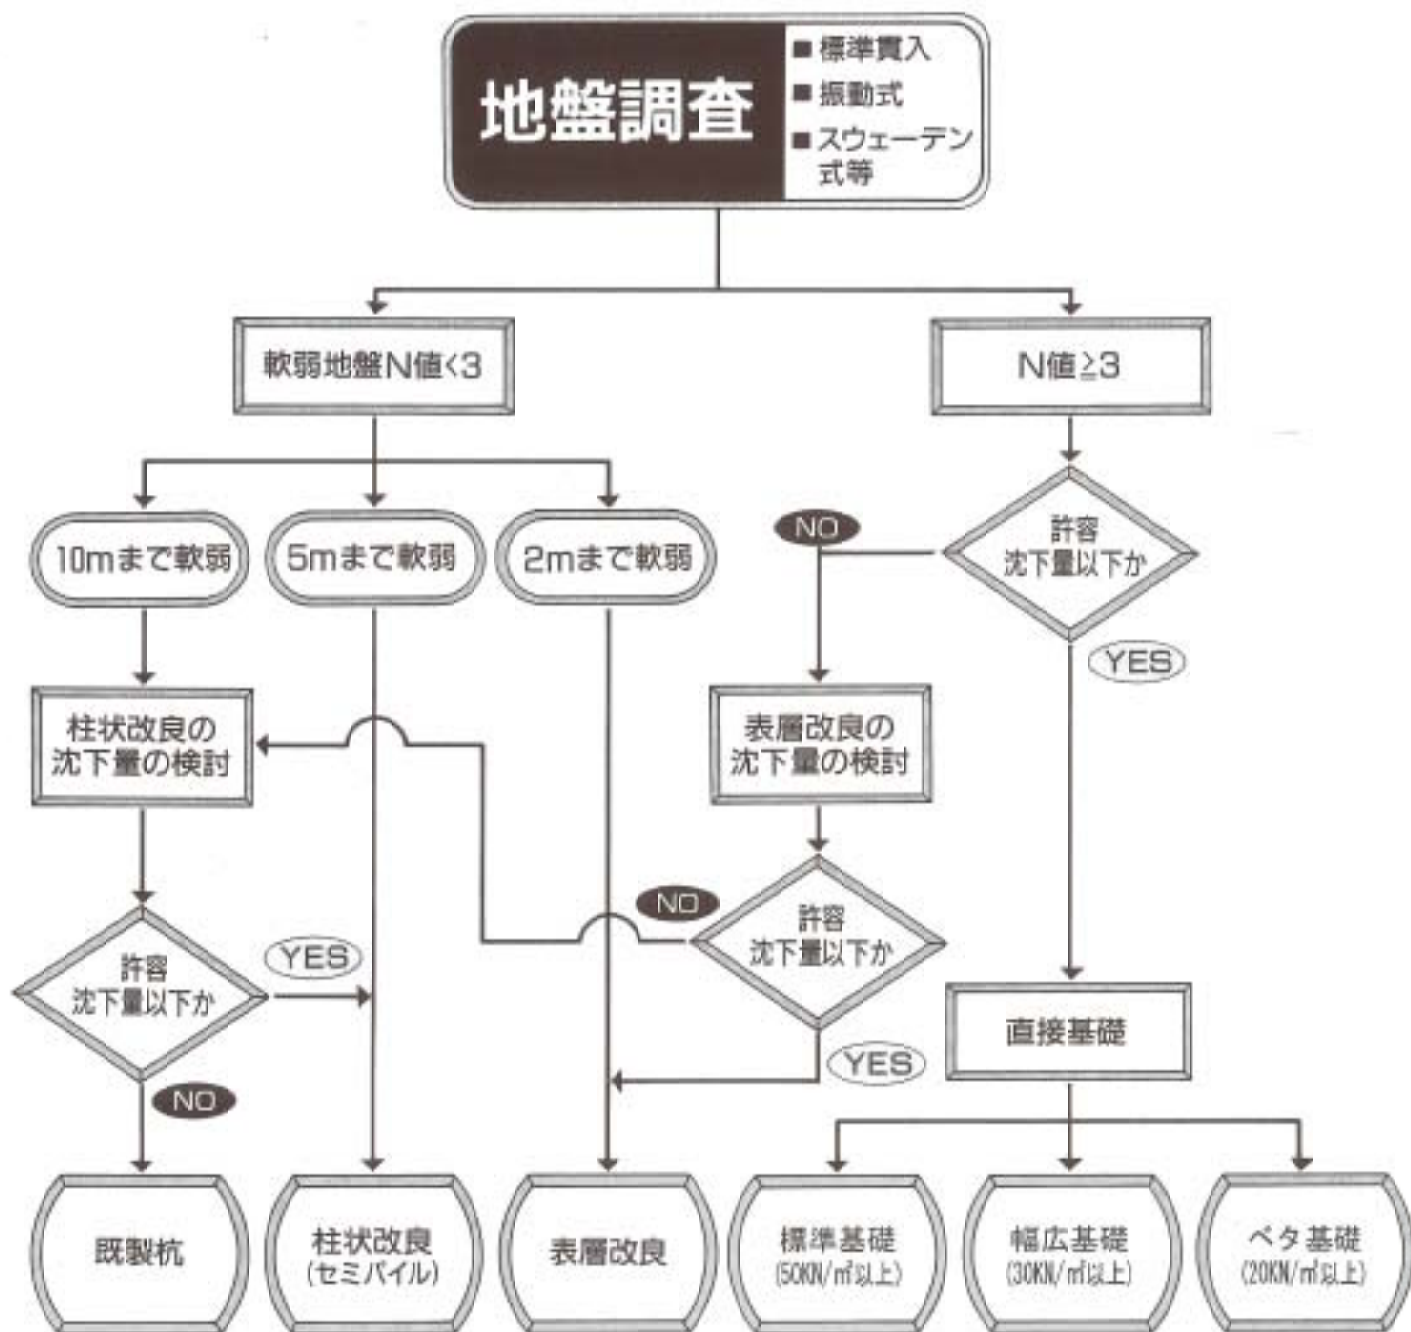 地盤調査
■標準貫入
■振動式
■スウェーデン
式等
軟弱地盤N値<3
N値≧3
10mまで軟弱
5mまで軟弱
2mまで軟弱
NO
許容
沈下量以下か
YES
柱状改良の
沈下量の検討
表層改良の
沈下量の検討
NO
許容
沈下量以下か
YES
許容
沈下量以下か
YES
NO
直接基礎
既製杭
柱状改良
(セミパイル)
表層改良
標準基礎
(50KN/㎡以上)
幅広基礎
(30KN/㎡以上)
ベタ基礎
(20KN/㎡以上)